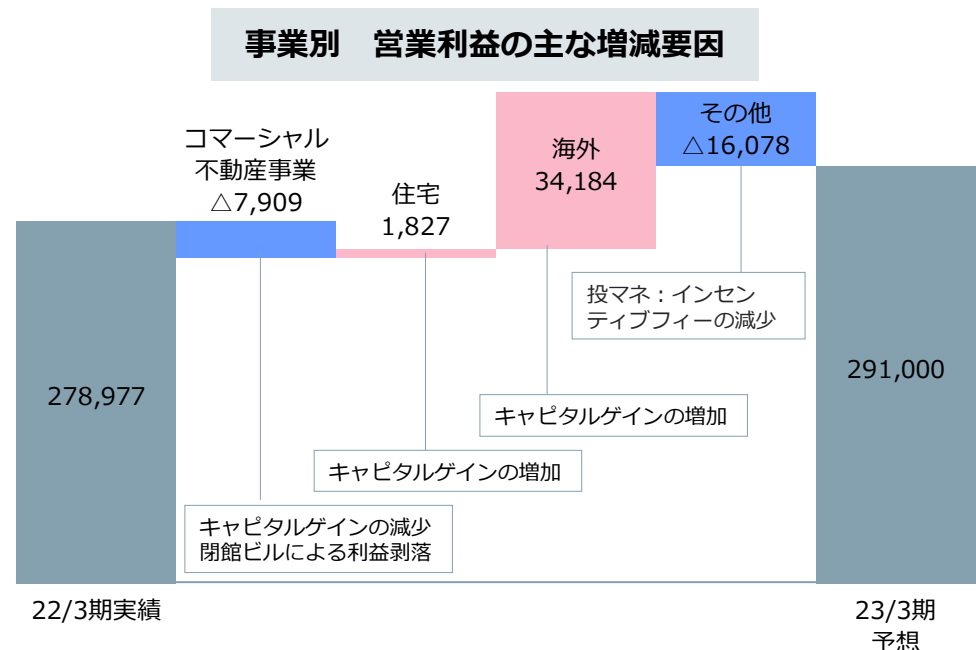 事業別　営業利益の主な増減要因
コマーシャル
不動産事業
△7,909
住宅
1,827
海外
34,184
その他
△16,078
投マネ：インセン
ティブフィーの減少
278,977
291,000
キャピタルゲインの増加
キャピタルゲインの増加
キャピタルゲインの減少
閉館ビルによる利益剥落
22/3期実績
23/3期
予想